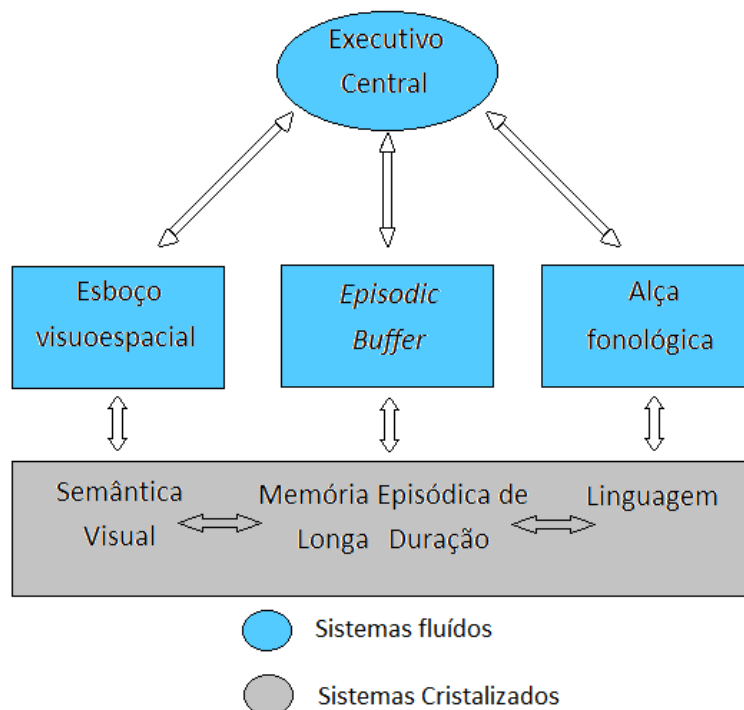 Executivo
Central
Esboço
visuoespacial
Episodic
Buffer
Alça
fonológica
Semântica
Visual
Memória Episódica de
Longa Duração
Linguagem
Sistemas fluídos
Sistemas Cristalizados